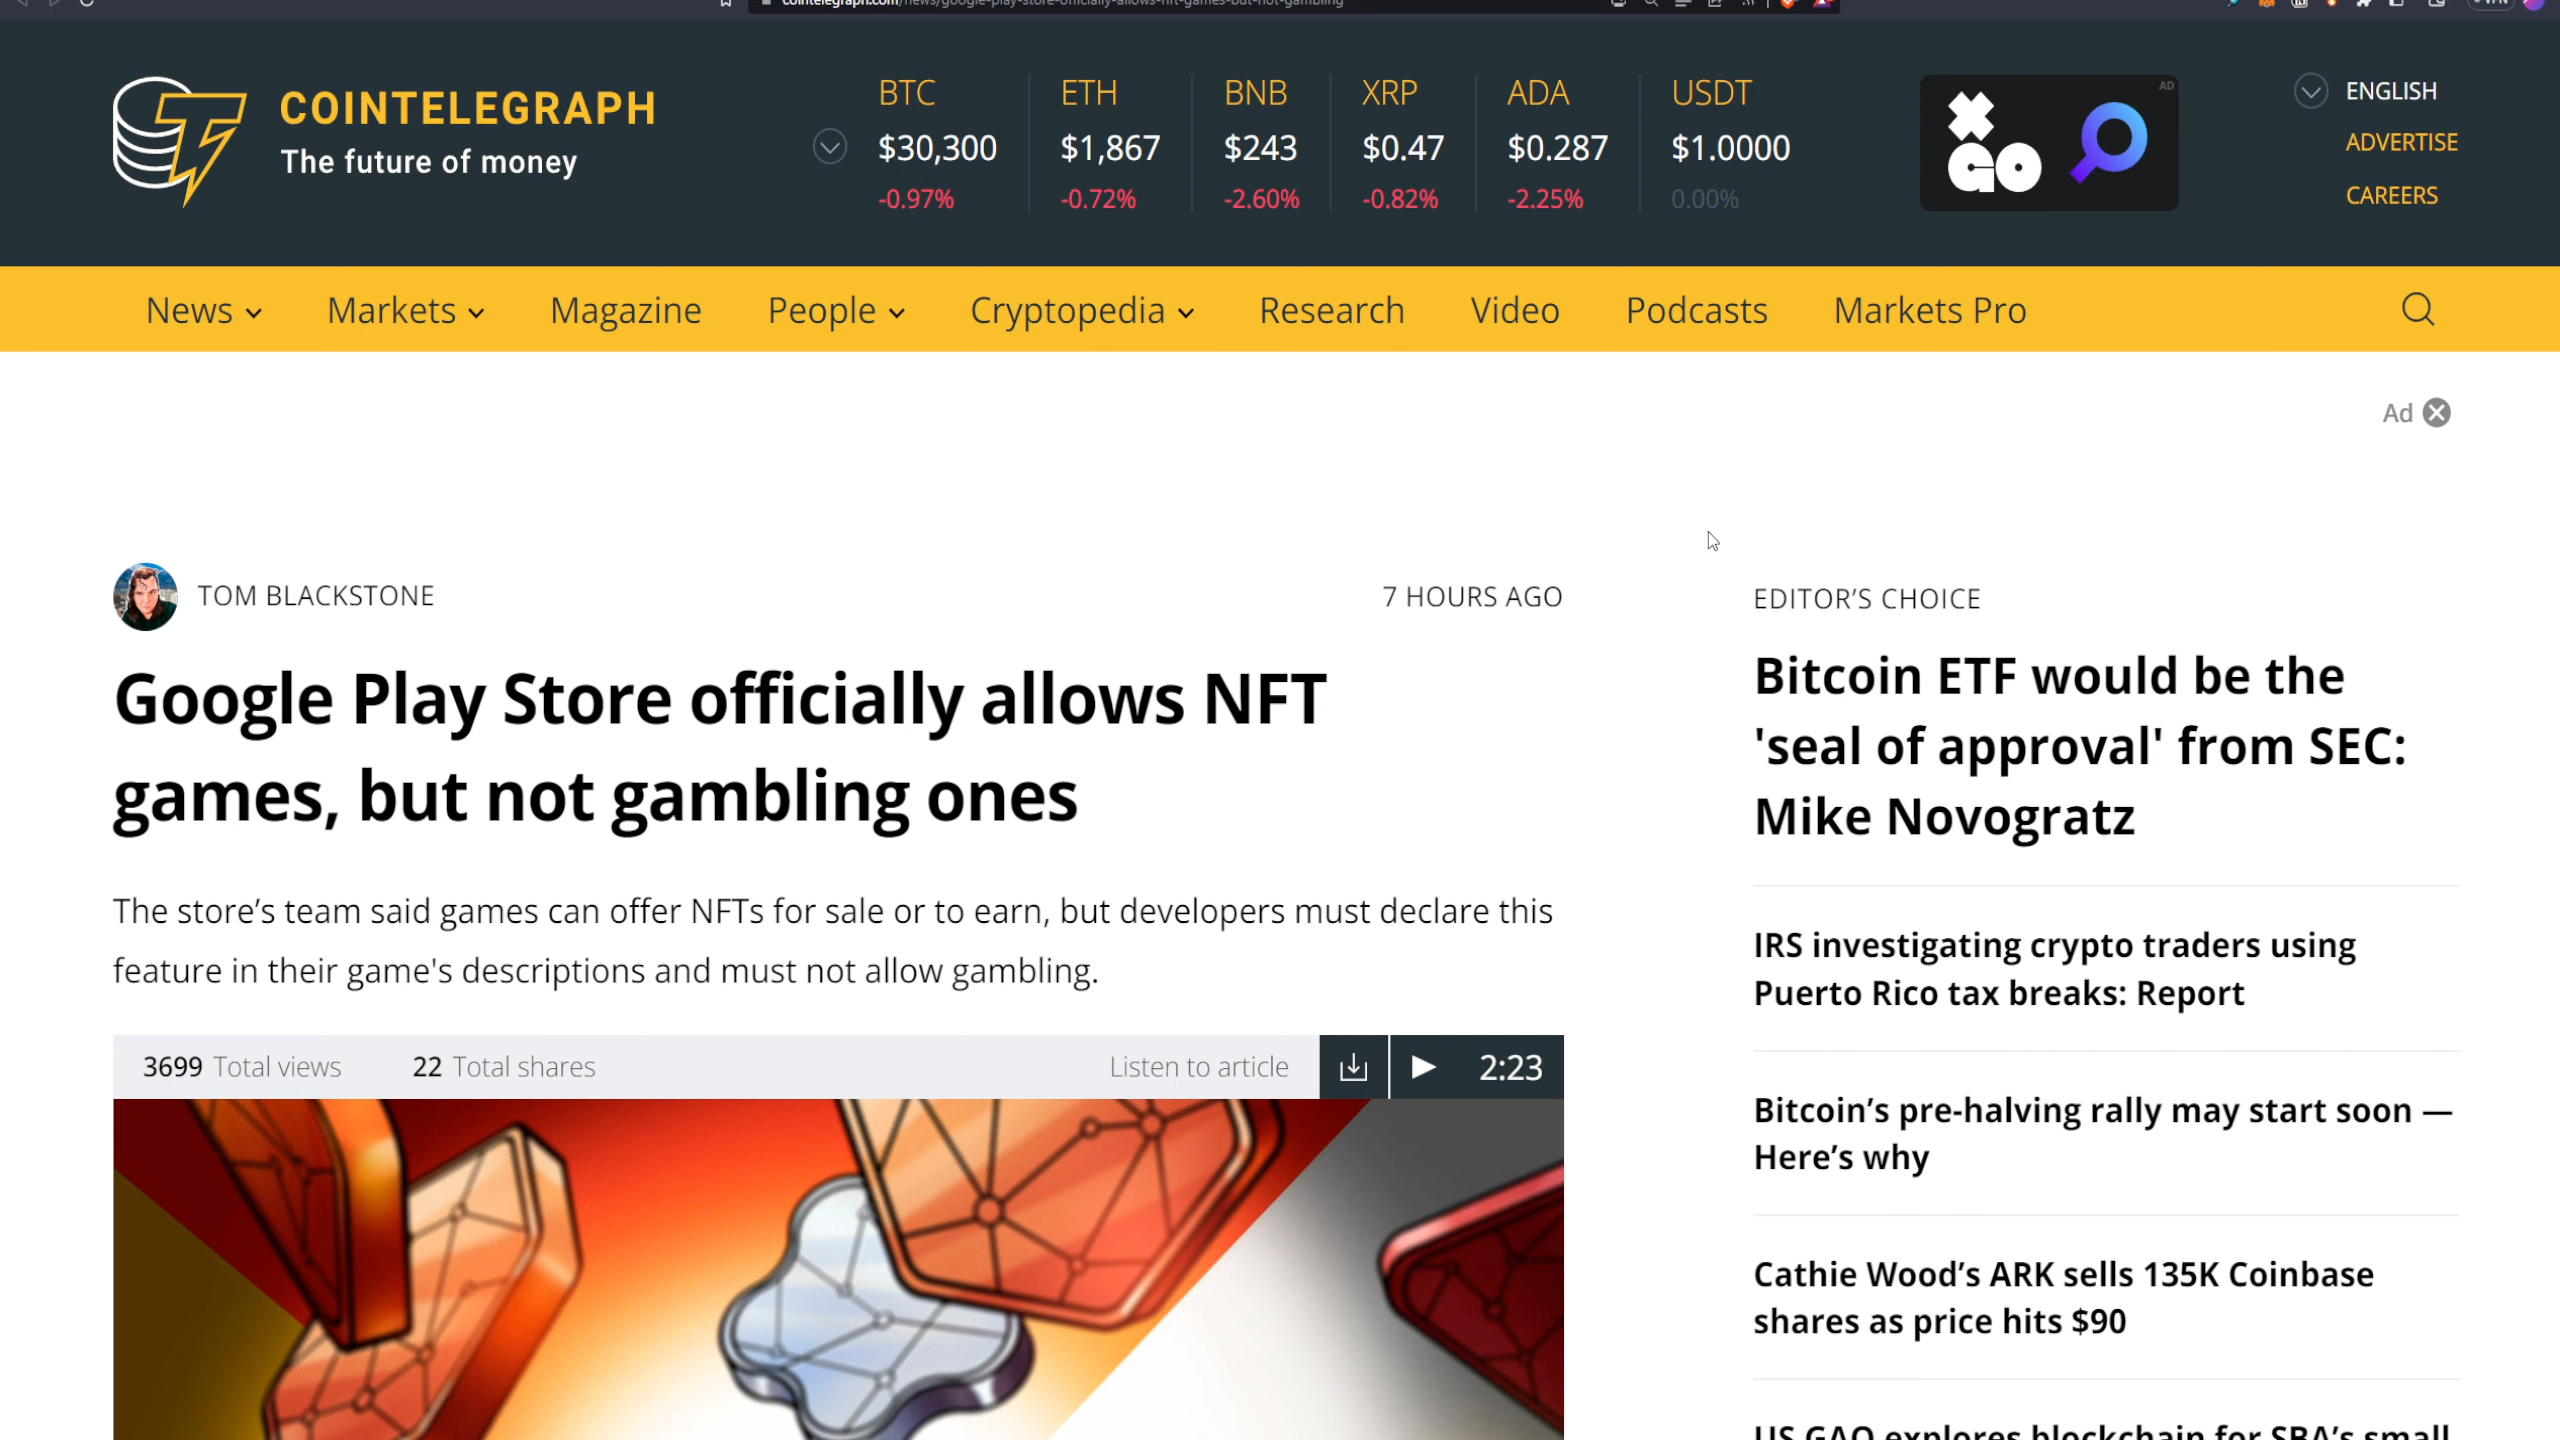 cointelegraph.com/news/google-play-store-officially-allows-nft-games-but-not-gambling
VPN
COINTELEGRAPH
The future of money
BTC
$30,300
-0.97%
ETH
$1,867
-0.72%
BNB
$243
-2.60%
XRP
$0.47
-0.82%
ADA
$0.287
-2.25%
USDT
$1.0000
0.00%
AD
XGO
ENGLISH
ADVERTISE
CAREERS
News
Markets
Magazine
People
Cryptopedia
Research
Video
Podcasts
Markets Pro
Ad
TOM BLACKSTONE
7 HOURS AGO
Google Play Store officially allows NFT
games, but not gambling ones
The store’s team said games can offer NFTs for sale or to earn, but developers must declare this
feature in their game's descriptions and must not allow gambling.
3699 Total views
22 Total shares
Listen to article
2:23
EDITOR’S CHOICE
Bitcoin ETF would be the
'seal of approval' from SEC:
Mike Novogratz
IRS investigating crypto traders using
Puerto Rico tax breaks: Report
Bitcoin’s pre-halving rally may start soon —
Here’s why
Cathie Wood’s ARK sells 135K Coinbase
shares as price hits $90
US GAO explores blockchain for SBA’s small